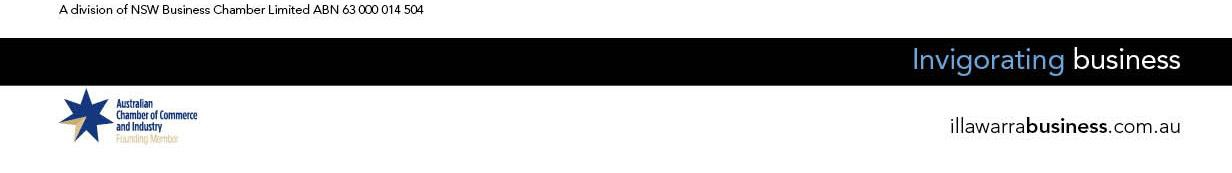 A division of NSW Business Chamber Limited ABN 63 000 014 504
Invigorating business
Australian
Chamber of Commerce
and Industry
Founding Member
illawarrabusiness.com.au